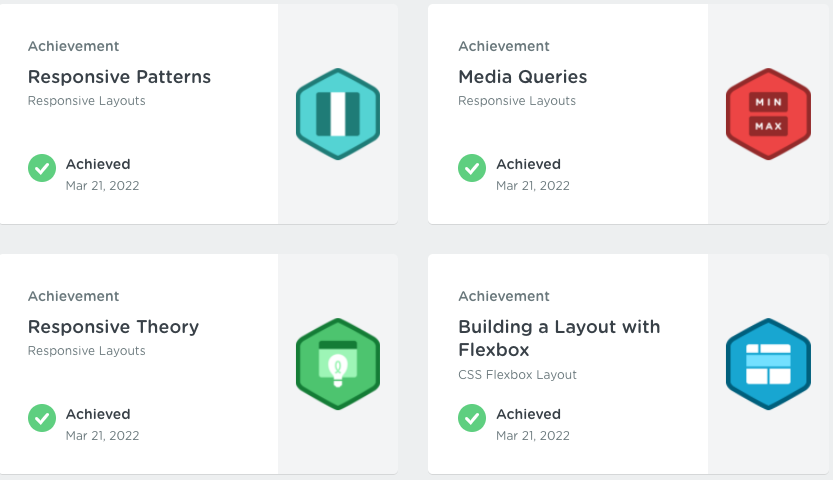 Achievement
Responsive Patterns
Responsive Layouts
Achieved
Mar 21, 2022
Achievement
Media Queries
Responsive Layouts
MIN
MAX
Achieved
Mar 21, 2022
Achievement
Responsive Theory
Responsive Layouts
Achieved
Mar 21, 2022
Achievement
Building a Layout with
Flexbox
CSS Flexbox Layout
Achieved
Mar 21, 2022